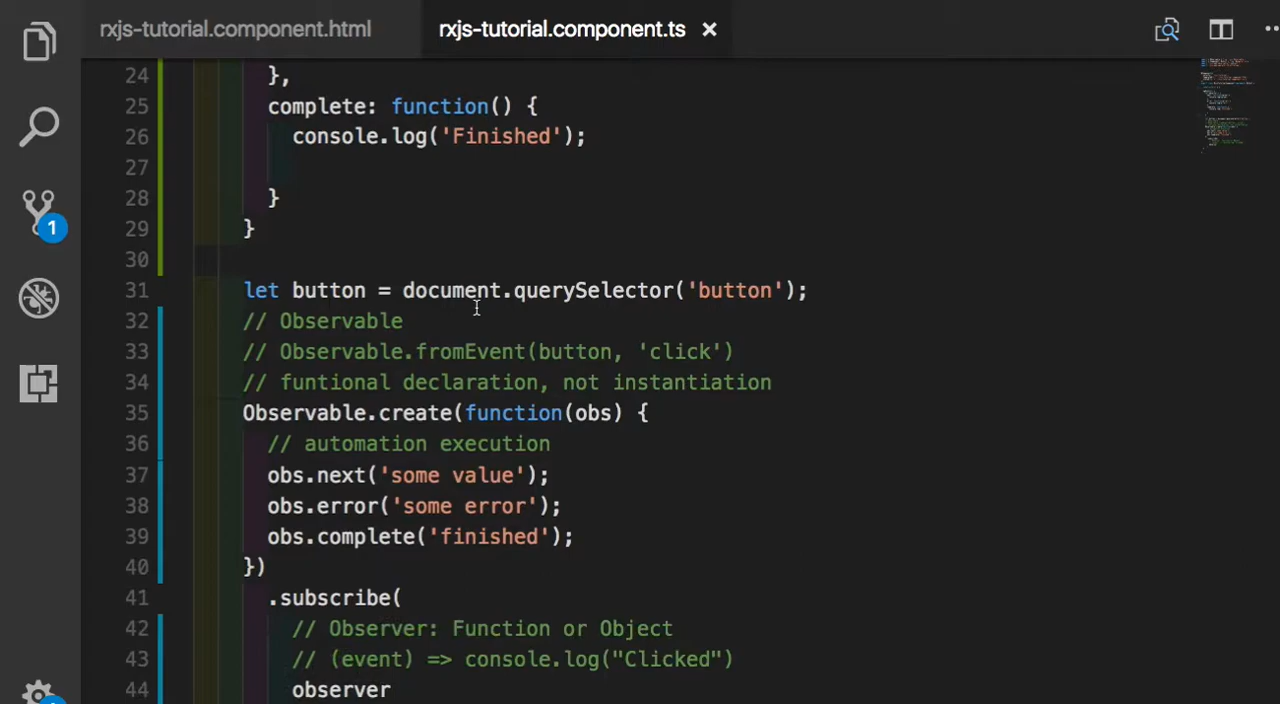 rxjs-tutorial.component.html
rxjs-tutorial.component.ts
24 },
25 complete: function() {
26 console.log('Finished');
27
28 }
29 }
30
31 let button = document.querySelector('button');
32 // Observable
33 // Observable.fromEvent(button, 'click')
34 // funtional declaration, not instantiation
35 Observable.create(function(obs) {
36 // automation execution
37 obs.next('some value');
38 obs.error('some error');
39 obs.complete('finished');
40 })
41 .subscribe(
42 // Observer: Function or Object
43 // (event) => console.log("Clicked")
44 observer
1